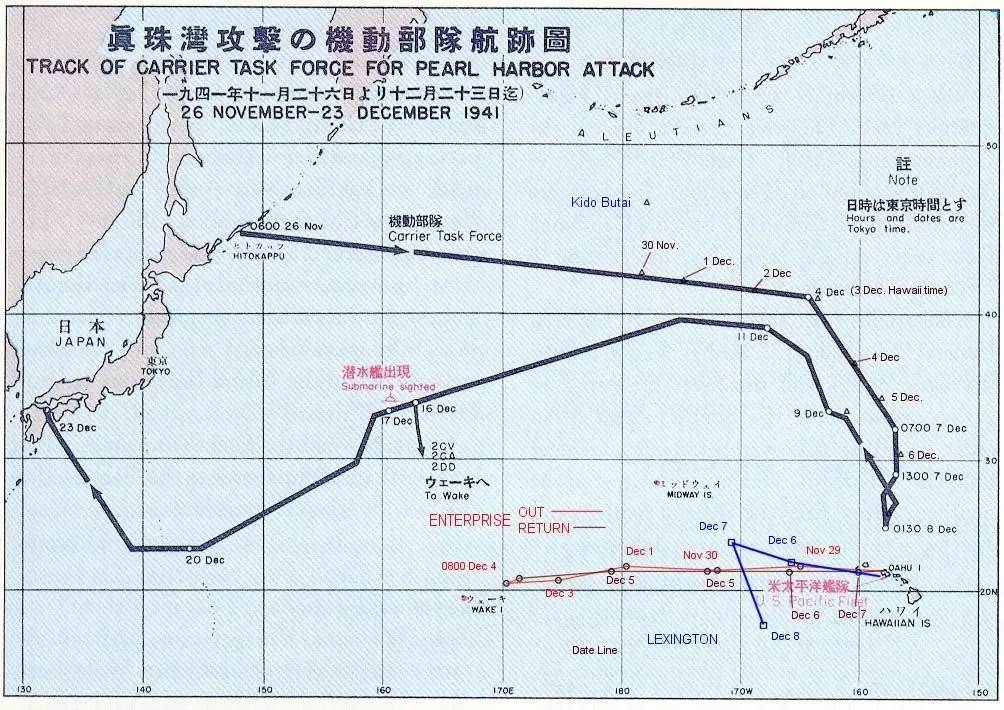 眞珠灣攻擊の機動部隊航跡圖
TRACK OF CARRIER TASK FORCE FOR PEARL HARBOR ATTACK
(一九四一年十一月二十六日より十二月二十三日迄)
26 NOVEMBER-23 DECEMBER 1941
ALEUTIANS
50
註
Note
日時は東京時間とす
Hours and dates are
Tokyo time.
Kido Butai
0600 26 Nov
ヒトカップ
HITOKAPPU
機動部隊
Carrier Task Force
30 Nov.
1 Dec.
2 Dec
4 Dec (3 Dec. Hawaii time)
40
日本
JAPAN
東京
TOKYO
11 Dec
4 Dec
潜水艦出現
Submarine sighted
5 Dec.
16 Dec
17 Dec
9 Dec
23 Dec
0700 7 Dec
2CV
2CA
2DD
6 Dec.
30
1300 7 Dec
ウェーキへ
To Wake
ミッドウェイ
MIDWAY IS.
ENTERPRISE OUT
RETURN
Dec 7
0130 8 Dec
Dec 6
20 Dec
Dec 1
Nov 30
Nov 29
0800 Dec 4
OAHU I
Dec 5
Dec 5
Dec 3
米太平洋艦隊
U.S. Pacific Fleet
20N
ウェーキ
WAKE I
ハワイ
HAWAIIAN IS
Dec 6
Dec 7
LEXINGTON
Dec 8
Date Line
130
140
150
160
170E
180
170W
160
150